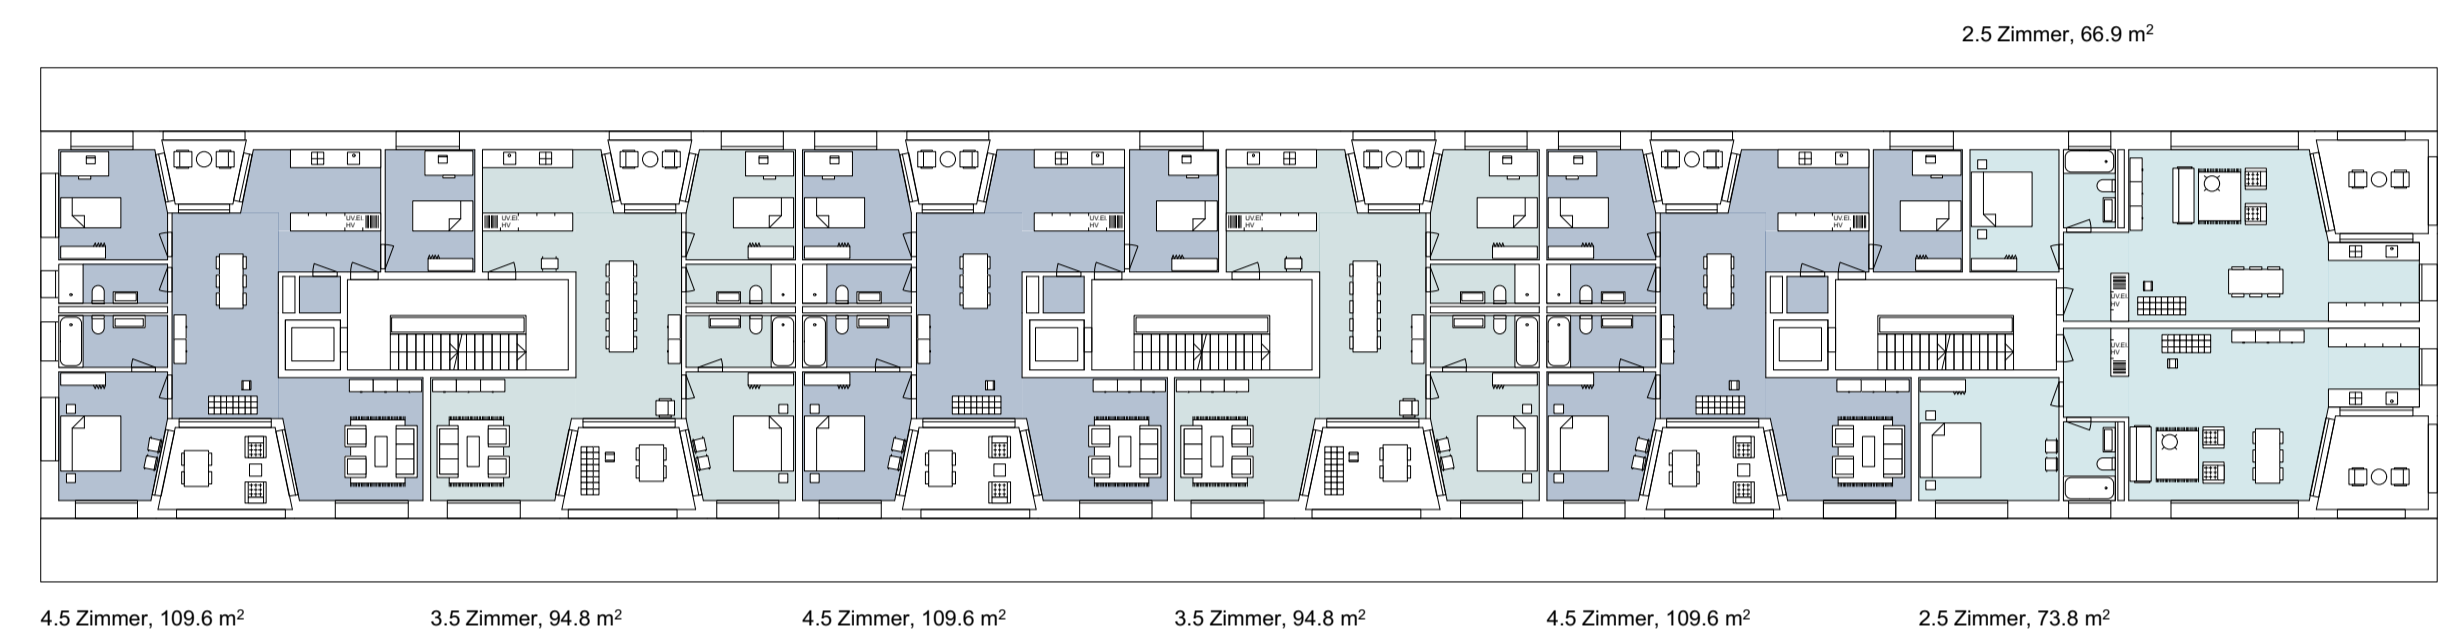 2.5 Zimmer, 66.9 m²
UV.El.
HV
UV.El.
HV
UV.El.
HV
UV.El.
HV
UV.El.
HV
UV.El.
HV
UV.El.
HV
4.5 Zimmer, 109.6 m²
3.5 Zimmer, 94.8 m²
4.5 Zimmer, 109.6 m²
3.5 Zimmer, 94.8 m²
4.5 Zimmer, 109.6 m²
2.5 Zimmer, 73.8 m²